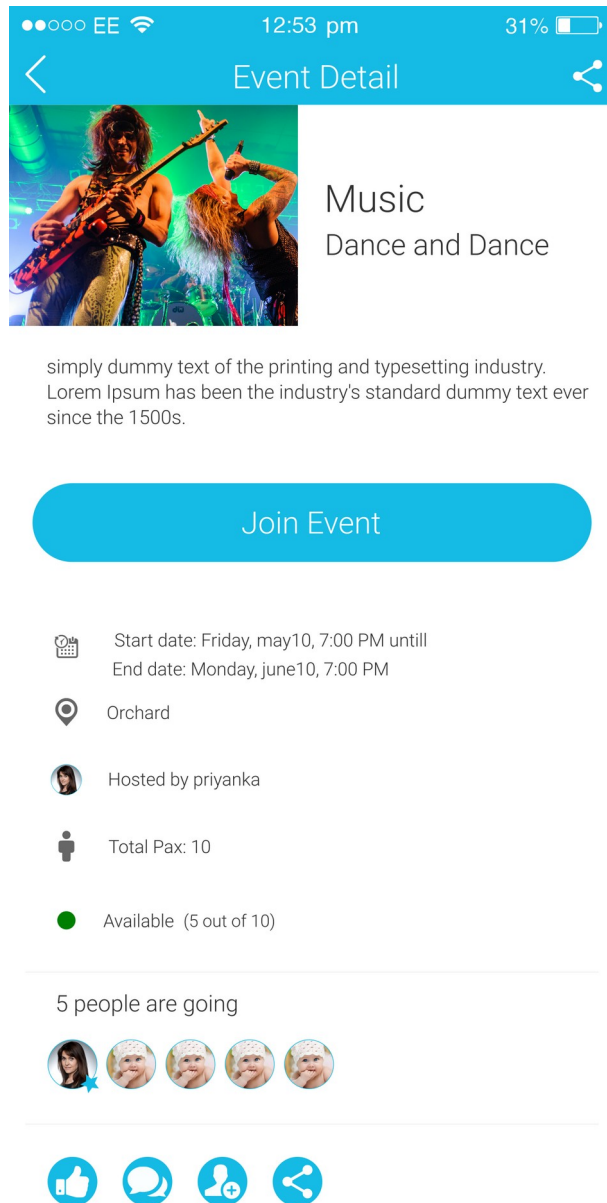 EE 12:53 pm 31%
Event Detail
Music
Dance and Dance
simply dummy text of the printing and typesetting industry.
Lorem Ipsum has been the industry's standard dummy text ever
since the 1500s.
Join Event
Start date: Friday, may10, 7:00 PM untill
End date: Monday, june10, 7:00 PM
Orchard
Hosted by priyanka
Total Pax: 10
Available (5 out of 10)
5 people are going